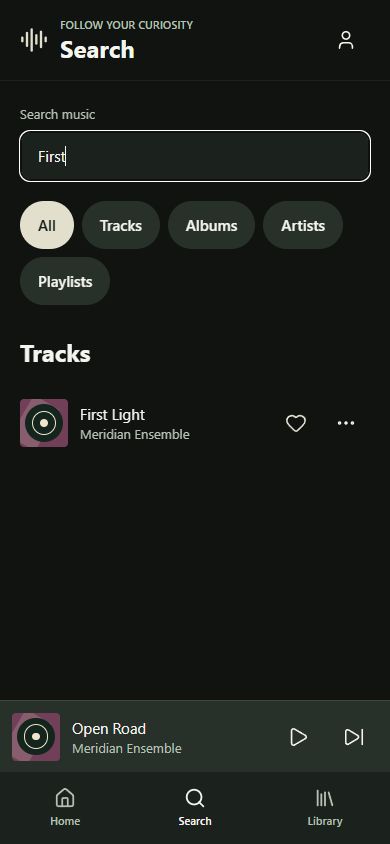 FOLLOW YOUR CURIOSITY
Search
Search music
First
All
Tracks
Albums
Artists
Playlists
Tracks
First Light
Meridian Ensemble
Open Road
Meridian Ensemble
Home
Search
Library